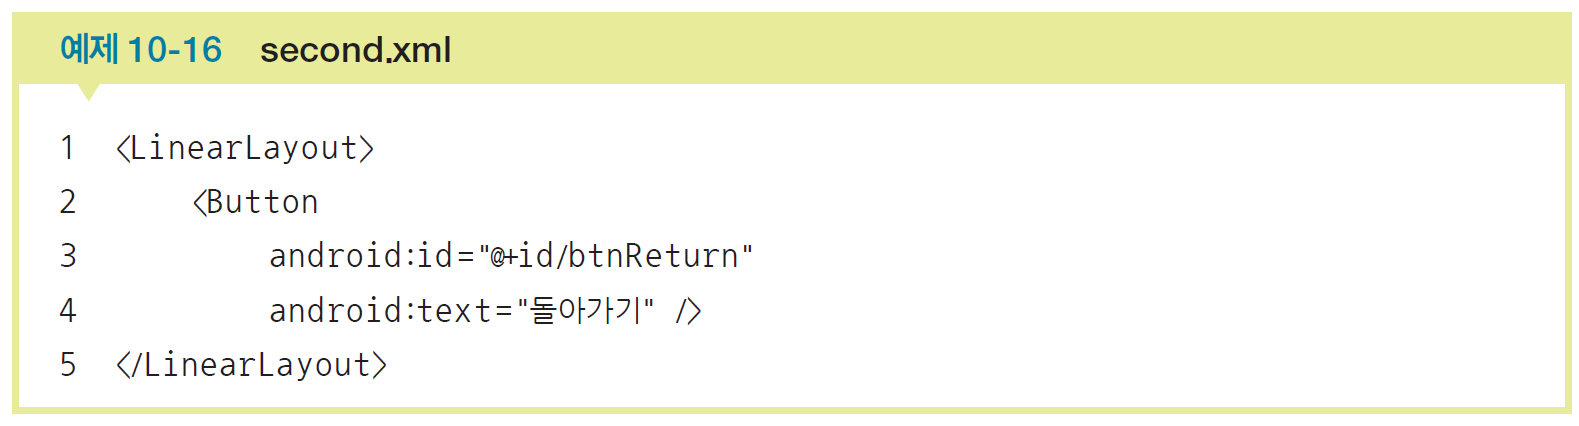 예제 10-16 second.xml
1 <LinearLayout>
2 <Button
3 android:id="@+id/btnReturn"
4 android:text="돌아가기" />
5 </LinearLayout>